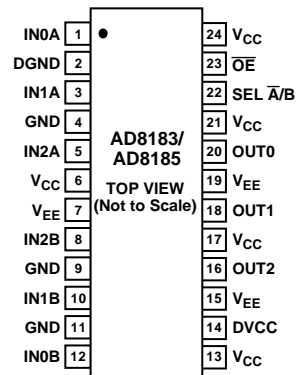 IN0A 1 24 VCC
DGND 2 23 O̅E̅
IN1A 3 22 SEL A̅/B
GND 4 21 VCC
IN2A 5 20 OUT0
VCC 6 19 VEE
VEE 7 18 OUT1
IN2B 8 17 VCC
GND 9 16 OUT2
IN1B 10 15 VEE
GND 11 14 DVCC
IN0B 12 13 VCC
AD8183/
AD8185
TOP VIEW
(Not to Scale)